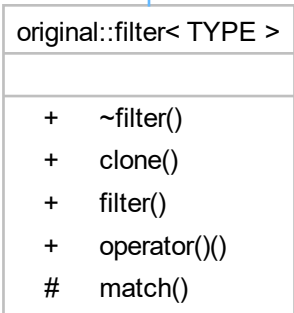 original::filter< TYPE >
+ ~filter()
+ clone()
+ filter()
+ operator()()
# match()